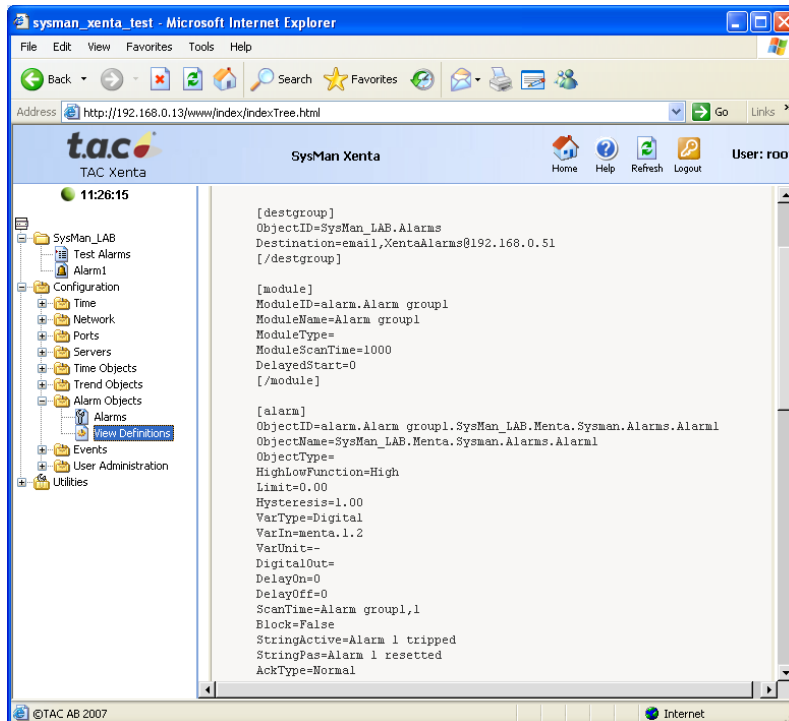 sysman_xenta_test - Microsoft Internet Explorer
File Edit View Favorites Tools Help
Back Search Favorites
Address http://192.168.0.13/www/index/indexTree.html Go Links »
t.a.c
TAC Xenta
SysMan Xenta
Home Help Refresh Logout
User: roo
11:26:15
SysMan_LAB
Test Alarms
Alarm1
Configuration
Time
Network
Ports
Servers
Time Objects
Trend Objects
Alarm Objects
Alarms
View Definitions
Events
User Administration
Utilities
[destgroup]
ObjectID=SysMan_LAB.Alarms
Destination=email,XentaAlarms@192.168.0.51
[/destgroup]
[module]
ModuleID=alarm.Alarm group1
ModuleName=Alarm group1
ModuleType=
ModuleScanTime=1000
DelayedStart=0
[/module]
[alarm]
ObjectID=alarm.Alarm group1.SysMan_LAB.Menta.Sysman.Alarms.Alarm1
ObjectName=SysMan_LAB.Menta.Sysman.Alarms.Alarm1
ObjectType=
HighLowFunction=High
Limit=0.00
Hysteresis=1.00
VarType=Digital
VarIn=menta.1.2
VarUnit=-
DigitalOut=
DelayOn=0
DelayOff=0
ScanTime=Alarm group1,1
Block=False
StringActive=Alarm 1 tripped
StringPas=Alarm 1 resetted
AckType=Normal
©TAC AB 2007
Internet